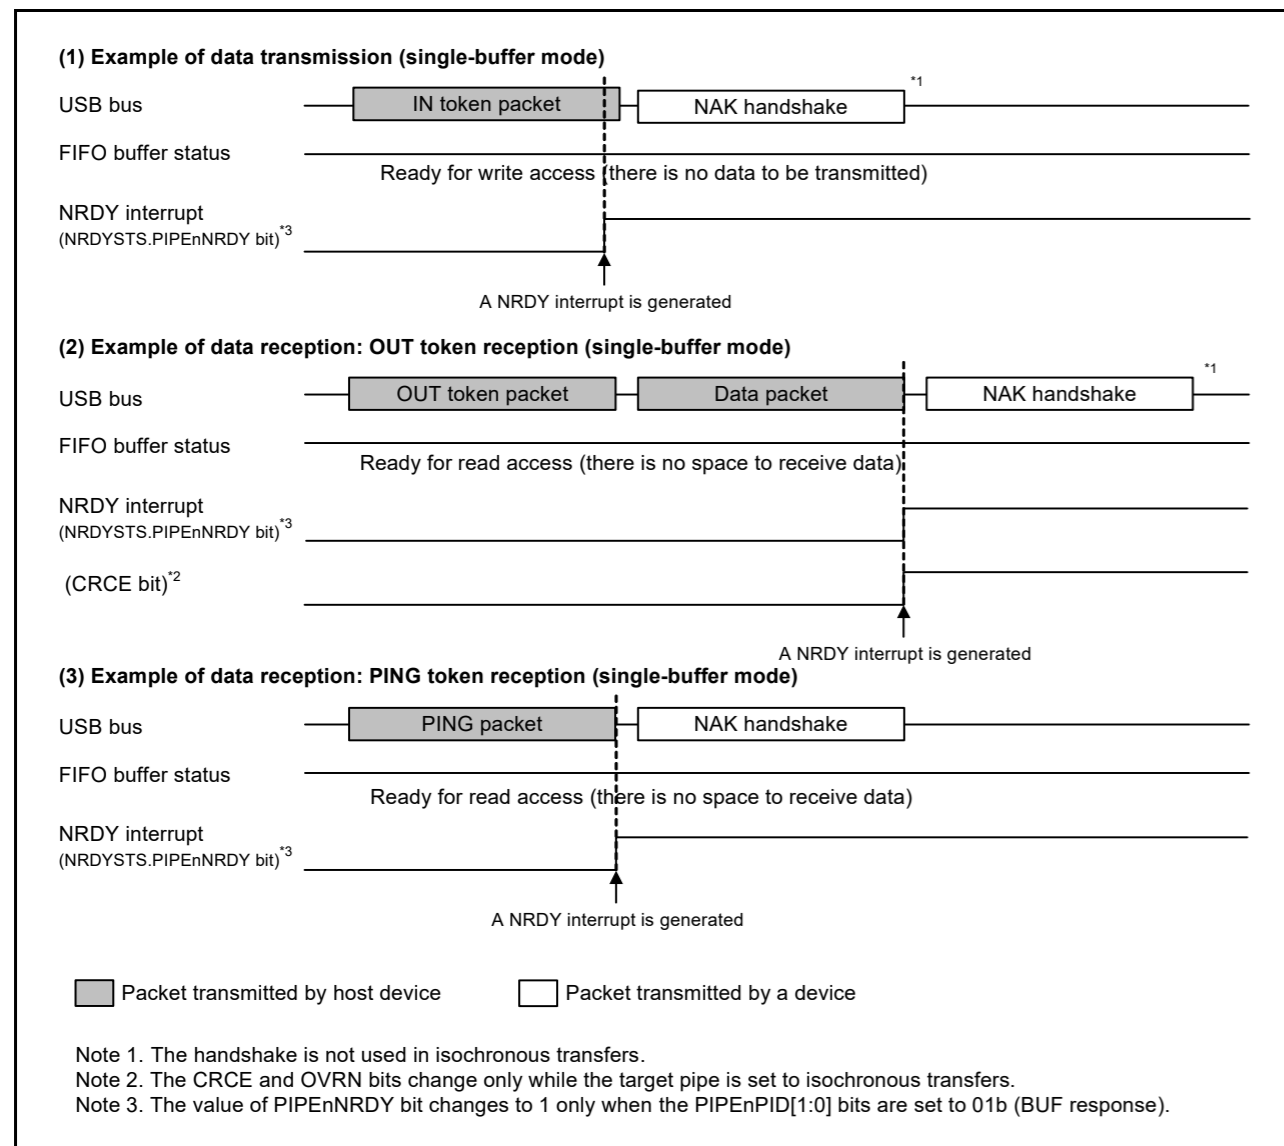 (1) Example of data transmission (single-buffer mode)
*1
USB bus
IN token packet
NAK handshake
FIFO buffer status
Ready for write access (there is no data to be transmitted)
NRDY interrupt
(NRDYSTS.PIPEnNRDY bit)*3
A NRDY interrupt is generated
(2) Example of data reception: OUT token reception (single-buffer mode)
*1
USB bus
OUT token packet
Data packet
NAK handshake
FIFO buffer status
Ready for read access (there is no space to receive data)
NRDY interrupt
(NRDYSTS.PIPEnNRDY bit)*3
(CRCE bit)*2
A NRDY interrupt is generated
(3) Example of data reception: PING token reception (single-buffer mode)
USB bus
PING packet
NAK handshake
FIFO buffer status
Ready for read access (there is no space to receive data)
NRDY interrupt
(NRDYSTS.PIPEnNRDY bit)*3
A NRDY interrupt is generated
Packet transmitted by host device
Packet transmitted by a device
Note 1. The handshake is not used in isochronous transfers.
Note 2. The CRCE and OVRN bits change only while the target pipe is set to isochronous transfers.
Note 3. The value of PIPEnNRDY bit changes to 1 only when the PIPEnPID[1:0] bits are set to 01b (BUF response).